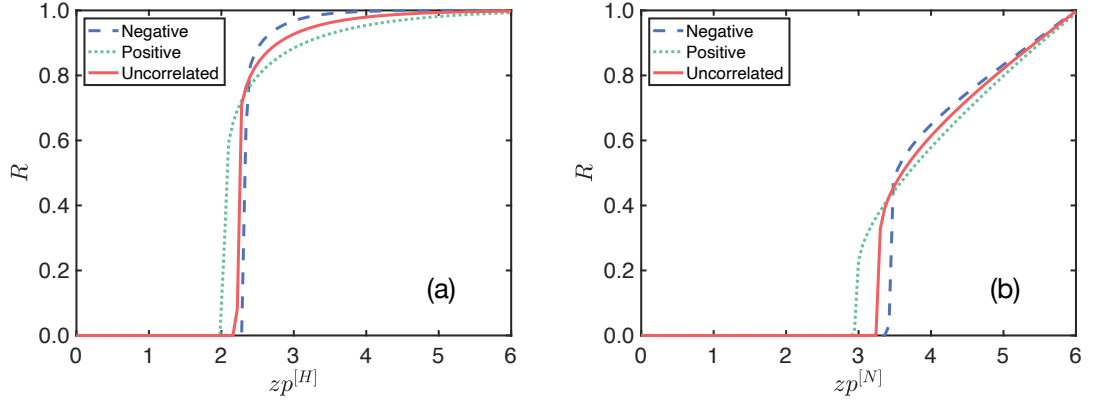 1.0
0.8
0.6
0.4
0.2
0.0
R
Negative
Positive
Uncorrelated
(a)
0 1 2 3 4 5 6
zp^{[H]}
1.0
0.8
0.6
0.4
0.2
0.0
R
Negative
Positive
Uncorrelated
(b)
0 1 2 3 4 5 6
zp^{[N]}